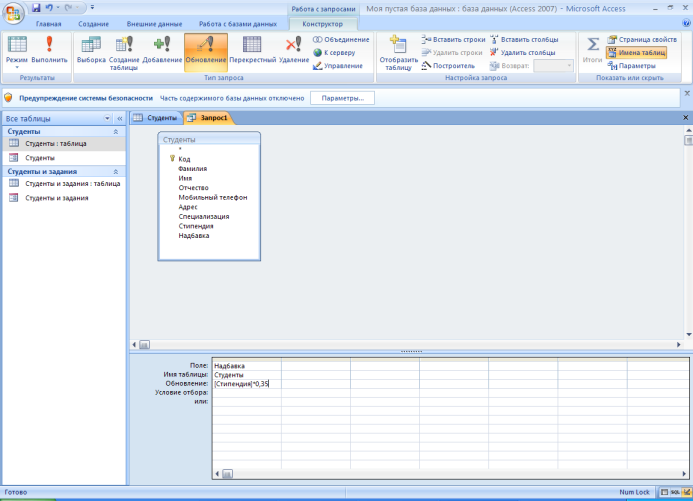 Работа с запросами Моя пустая база данных : база данных (Access 2007) - Microsoft Access
Главная Создание Внешние данные Работа с базами данных Конструктор
Режим Выполнить
Результаты
Выборка Создание таблицы Добавление Обновление Перекрестный Удаление
Объединение
К серверу
Управление
Тип запроса
Отобразить таблицу
Вставить строки
Удалить строки
Построитель
Вставить столбцы
Удалить столбцы
Возврат:
Настройка запроса
Итоги
Страница свойств
Имена таблиц
Параметры
Показать или скрыть
Предупреждение системы безопасности Часть содержимого базы данных отключено Параметры...
Все таблицы
Студенты
Студенты : таблица
Студенты
Студенты и задания
Студенты и задания : таблица
Студенты и задания
Студенты Запрос1
Студенты
*
Код
Фамилия
Имя
Отчество
Мобильный телефон
Адрес
Специализация
Стипендия
Надбавка
Поле: Надбавка
Имя таблицы: Студенты
Обновление: [Стипендия[*0,35
Условие отбора:
или:
Готово Num Lock SQL